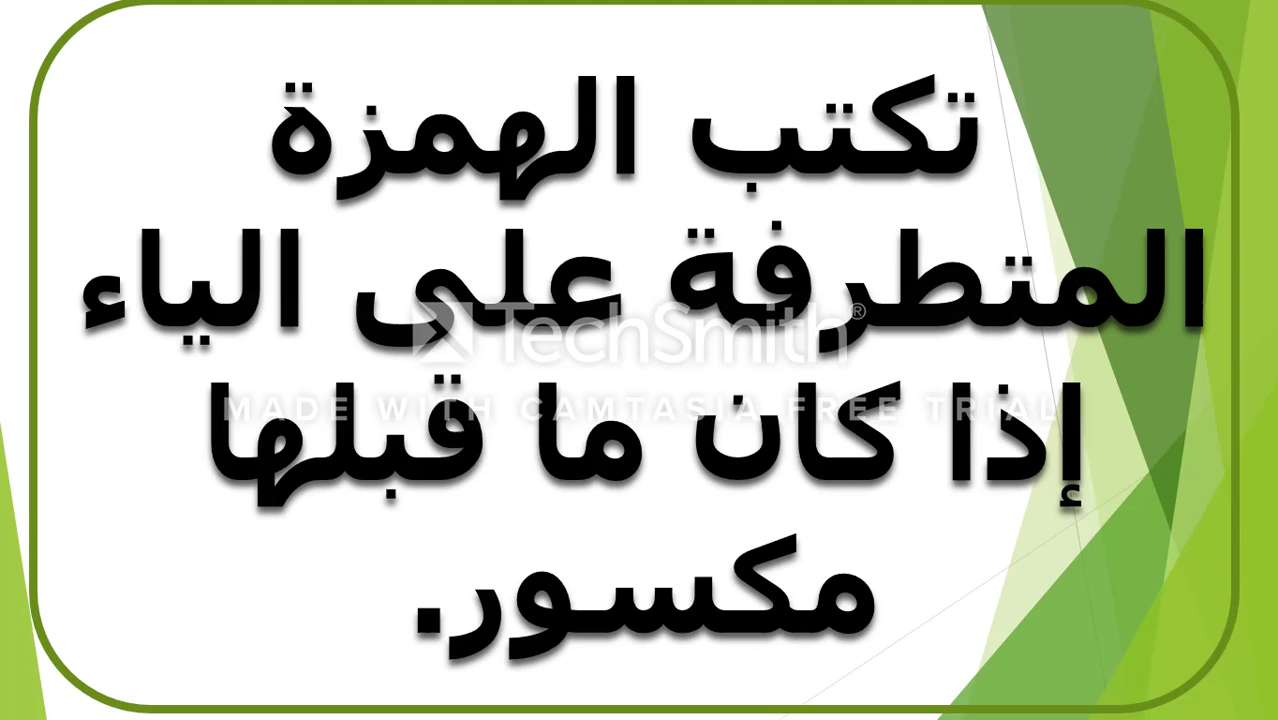 تكتب الهمزة
المتطرفة على الياء
TechSmith®
إذا كان ما قبلها
MADE WITH CAMTASIA FREE TRIAL
مكسور.